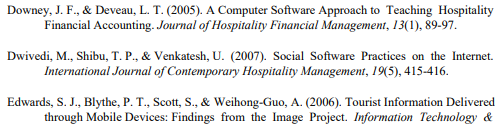 Downey, J. F., & Deveau, L. T. (2005). A Computer Software Approach to Teaching Hospitality
Financial Accounting. Journal of Hospitality Financial Management, 13(1), 89-97.
Dwivedi, M., Shibu, T. P., & Venkatesh, U. (2007). Social Software Practices on the Internet.
International Journal of Contemporary Hospitality Management, 19(5), 415-416.
Edwards, S. J., Blythe, P. T., Scott, S., & Weihong-Guo, A. (2006). Tourist Information Delivered
through Mobile Devices: Findings from the Image Project. Information Technology &